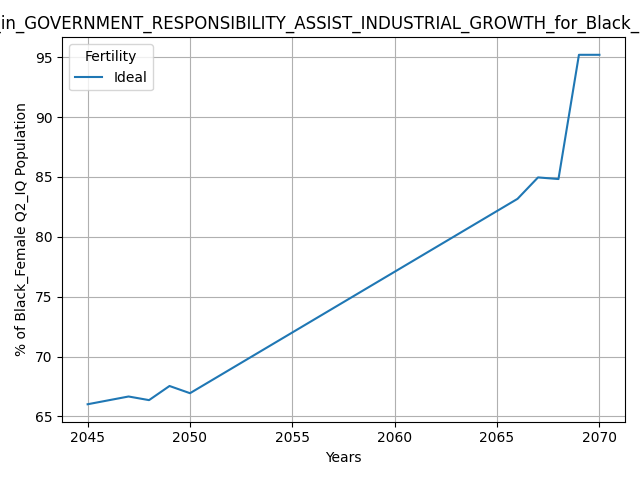 _in_GOVERNMENT_RESPONSIBILITY_ASSIST_INDUSTRIAL_GROWTH_for_Black_
Fertility
Ideal
% of Black_Female Q2_IQ Population
95
90
85
80
75
70
65
2045
2050
2055
2060
2065
2070
Years